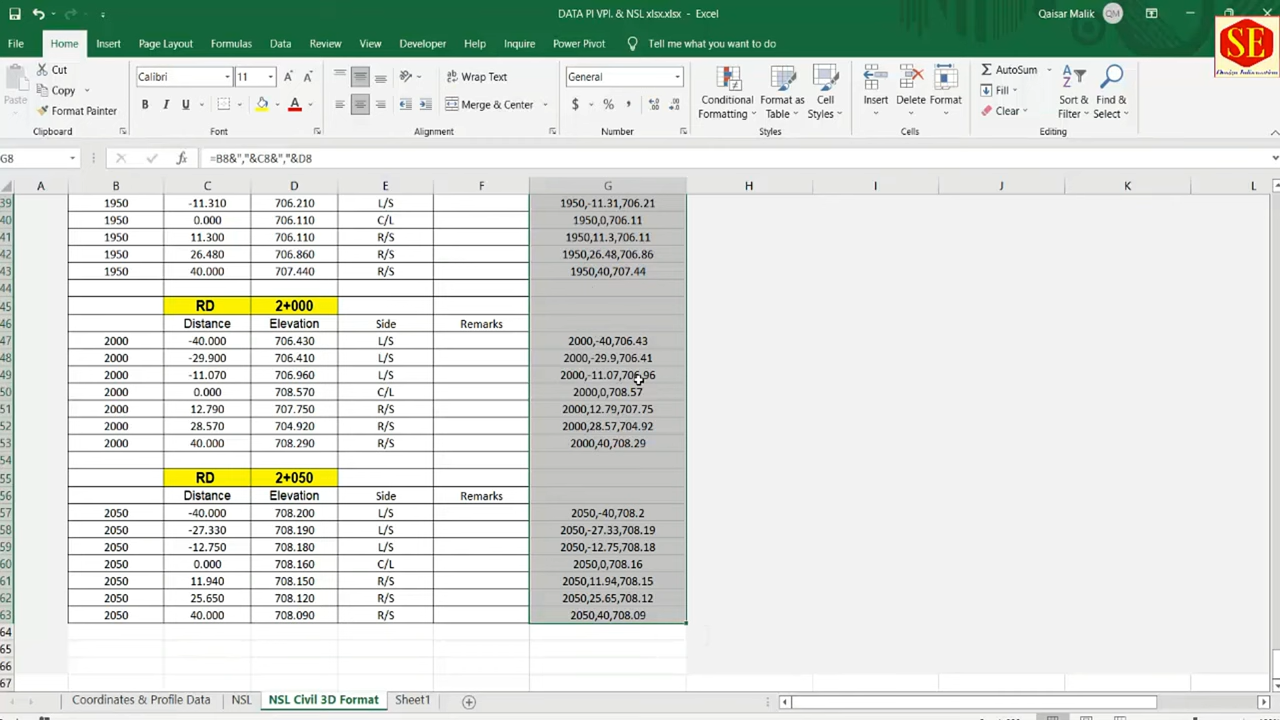 DATA PI VPI. & NSL xlsx.xlsx - Excel
Qaisar Malik QM
SE
File Home Insert Page Layout Formulas Data Review View Developer Help Inquire Power Pivot Tell me what you want to do
Paste
Cut
Copy
Format Painter
Clipboard
Calibri 11
B I U
Font
Wrap Text
Merge & Center
Alignment
General
$ % ,
Number
Conditional Formatting
Format as Table
Cell Styles
Styles
Insert Delete Format
Cells
AutoSum
Fill
Clear
Sort & Filter
Find & Select
Editing
G8 fx =B8&","&C8&","&D8
A B C D E F G H I J K L
39 1950 -11.310 706.210 L/S 1950,-11.31,706.21
40 1950 0.000 706.110 C/L 1950,0,706.11
41 1950 11.300 706.110 R/S 1950,11.3,706.11
42 1950 26.480 706.860 R/S 1950,26.48,706.86
43 1950 40.000 707.440 R/S 1950,40,707.44
44
45 RD 2+000
46 Distance Elevation Side Remarks
47 2000 -40.000 706.430 L/S 2000,-40,706.43
48 2000 -29.900 706.410 L/S 2000,-29.9,706.41
49 2000 -11.070 706.960 L/S 2000,-11.07,706.96
50 2000 0.000 708.570 C/L 2000,0,708.57
51 2000 12.790 707.750 R/S 2000,12.79,707.75
52 2000 28.570 704.920 R/S 2000,28.57,704.92
53 2000 40.000 708.290 R/S 2000,40,708.29
54
55 RD 2+050
56 Distance Elevation Side Remarks
57 2050 -40.000 708.200 L/S 2050,-40,708.2
58 2050 -27.330 708.190 L/S 2050,-27.33,708.19
59 2050 -12.750 708.180 L/S 2050,-12.75,708.18
60 2050 0.000 708.160 C/L 2050,0,708.16
61 2050 11.940 708.150 R/S 2050,11.94,708.15
62 2050 25.650 708.120 R/S 2050,25.65,708.12
63 2050 40.000 708.090 R/S 2050,40,708.09
64
65
66
67
Coordinates & Profile Data NSL NSL Civil 3D Format Sheet1